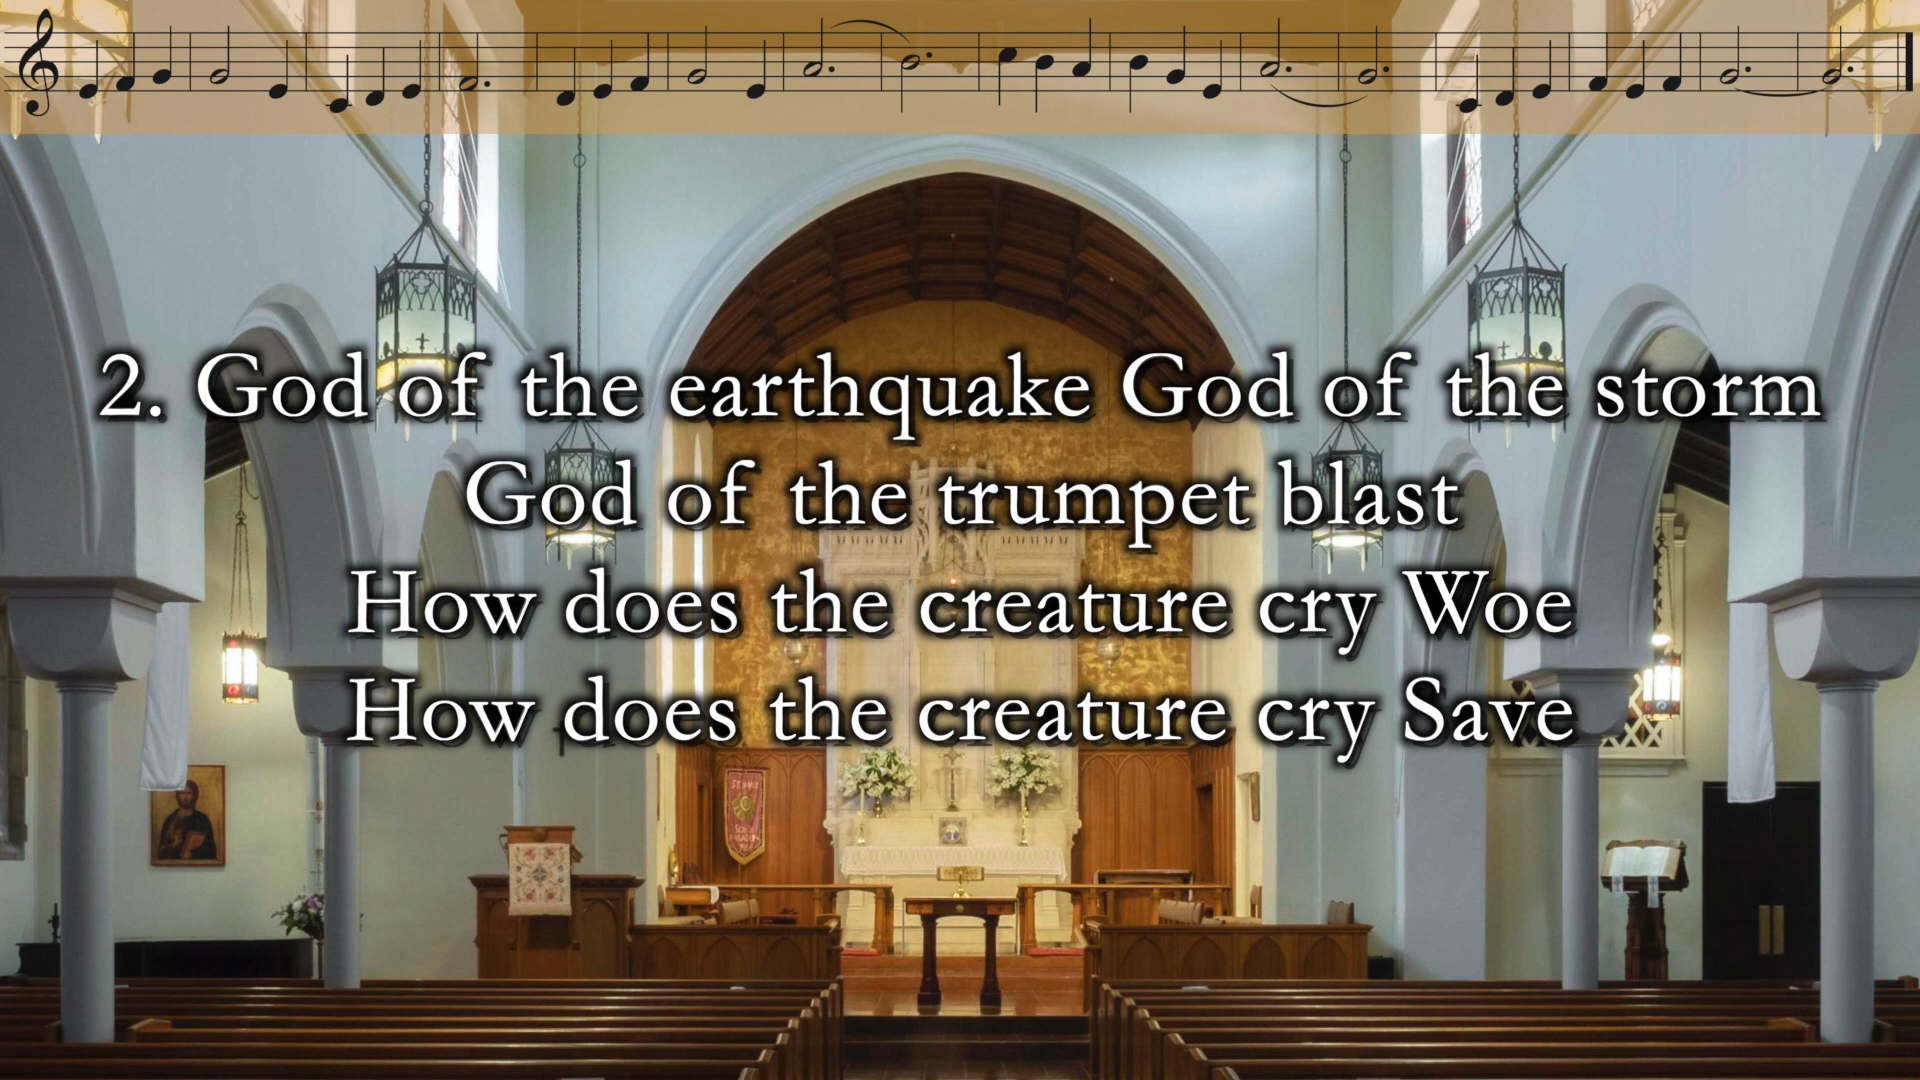 2. God of the earthquake God of the storm
God of the trumpet blast
How does the creature cry Woe
How does the creature cry Save